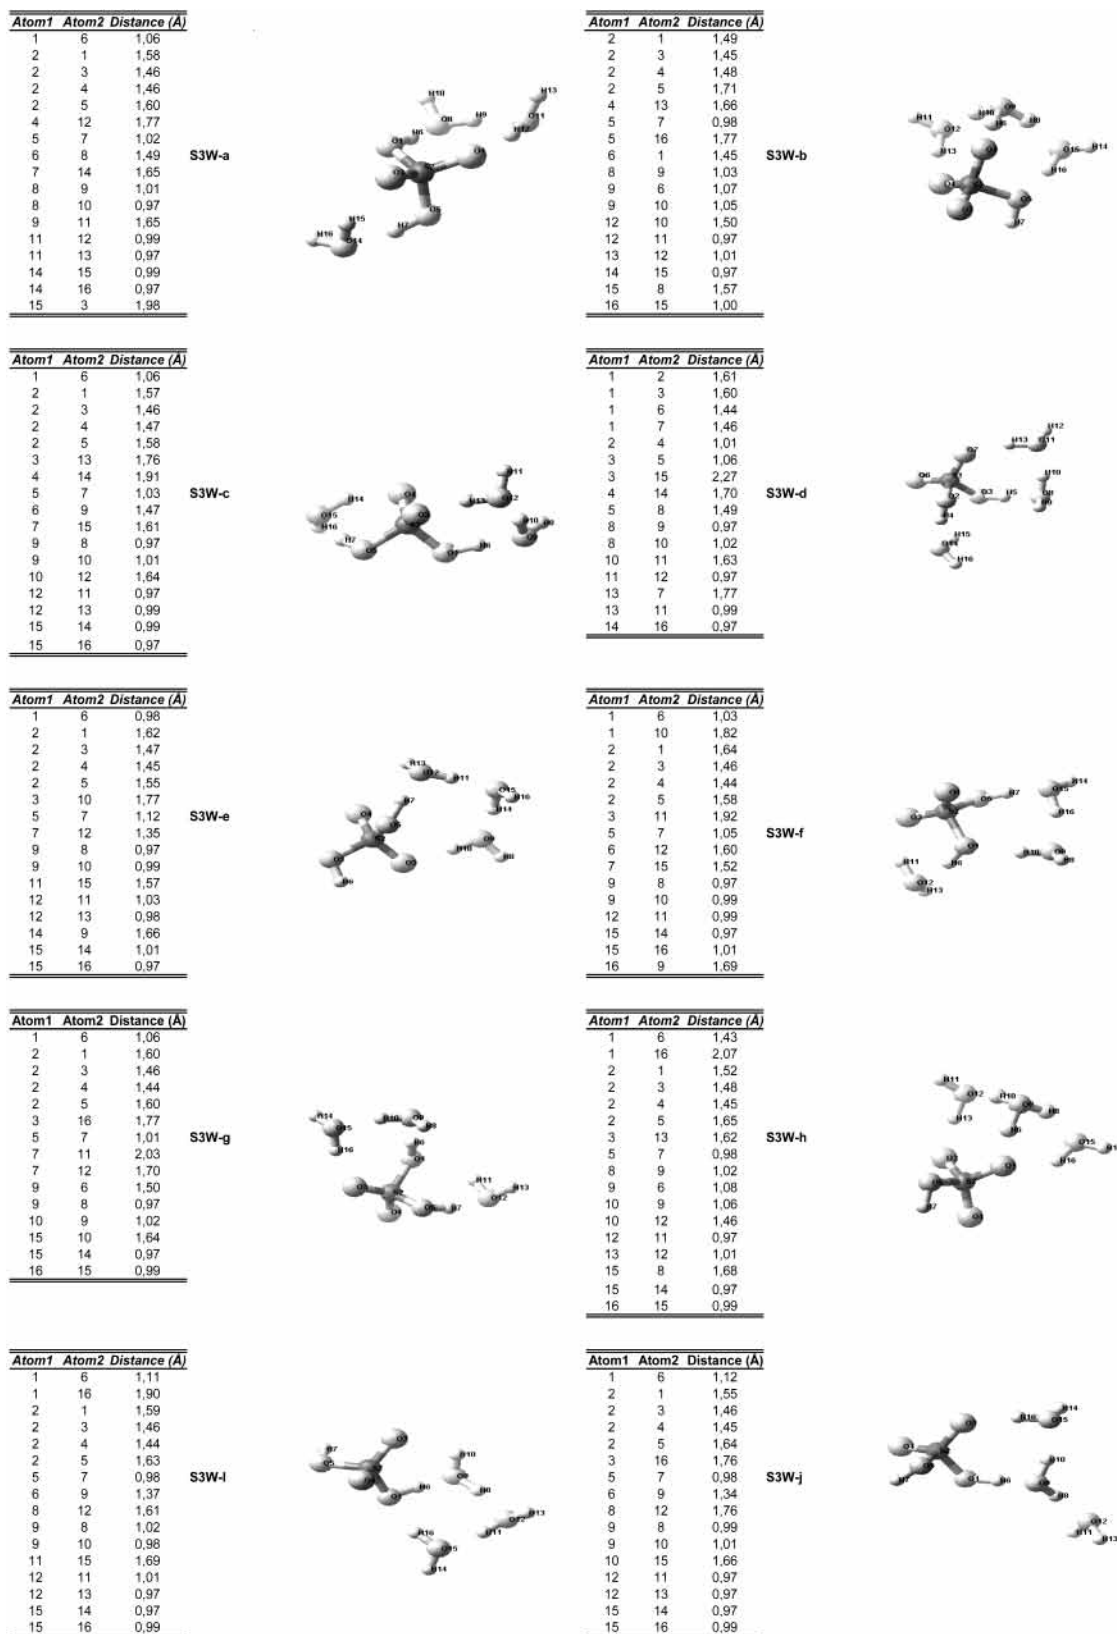 Atom1 Atom2 Distance (Å)
1 6 1,06
2 1 1,58
2 3 1,46
2 4 1,46
2 5 1,60
4 12 1,77
5 7 1,02
6 8 1,49
7 14 1,65
8 9 1,01
8 10 0,97
9 11 1,65
11 12 0,99
11 13 0,97
14 15 0,99
14 16 0,97
15 3 1,98
S3W-a
Atom1 Atom2 Distance (Å)
2 1 1,49
2 3 1,45
2 4 1,48
2 5 1,71
4 13 1,66
5 7 0,98
5 16 1,77
6 1 1,45
8 9 1,03
9 6 1,07
9 10 1,05
12 10 1,50
12 11 0,97
13 12 1,01
14 15 0,97
15 8 1,57
16 15 1,00
S3W-b
Atom1 Atom2 Distance (Å)
1 6 1,06
2 1 1,57
2 3 1,46
2 4 1,47
2 5 1,58
3 13 1,76
4 14 1,91
5 7 1,03
6 9 1,47
7 15 1,61
9 8 0,97
9 10 1,01
10 12 1,64
12 11 0,97
12 13 0,99
15 14 0,99
15 16 0,97
S3W-c
Atom1 Atom2 Distance (Å)
1 2 1,61
1 3 1,60
1 6 1,44
1 7 1,46
2 4 1,01
3 5 1,06
3 15 2,27
4 14 1,70
5 8 1,49
8 9 0,97
8 10 1,02
10 11 1,63
11 12 0,97
13 7 1,77
13 11 0,99
14 16 0,97
S3W-d
Atom1 Atom2 Distance (Å)
1 6 0,98
2 1 1,62
2 3 1,47
2 4 1,45
2 5 1,55
3 10 1,77
5 7 1,12
7 12 1,35
9 8 0,97
9 10 0,99
11 15 1,57
12 11 1,03
12 13 0,98
14 9 1,66
15 14 1,01
15 16 0,97
S3W-e
Atom1 Atom2 Distance (Å)
1 6 1,03
1 10 1,82
2 1 1,64
2 3 1,46
2 4 1,44
2 5 1,58
3 11 1,92
5 7 1,05
6 12 1,60
7 15 1,52
9 8 0,97
9 10 0,99
12 11 0,99
15 14 0,97
15 16 1,01
16 9 1,69
S3W-f
Atom1 Atom2 Distance (Å)
1 6 1,06
2 1 1,60
2 3 1,46
2 4 1,44
2 5 1,60
3 16 1,77
5 7 1,01
7 11 2,03
7 12 1,70
9 6 1,50
9 8 0,97
10 9 1,02
15 10 1,64
15 14 0,97
16 15 0,99
S3W-g
Atom1 Atom2 Distance (Å)
1 6 1,43
1 16 2,07
2 1 1,52
2 3 1,48
2 4 1,45
2 5 1,65
3 13 1,62
5 7 0,98
8 9 1,02
9 6 1,08
10 9 1,06
10 12 1,46
12 11 0,97
13 12 1,01
15 8 1,68
15 14 0,97
16 15 0,99
S3W-h
Atom1 Atom2 Distance (Å)
1 6 1,11
1 16 1,90
2 1 1,59
2 3 1,46
2 4 1,44
2 5 1,63
5 7 0,98
6 9 1,37
8 12 1,61
9 8 1,02
9 10 0,98
11 15 1,69
12 11 1,01
12 13 0,97
15 14 0,97
15 16 0,99
S3W-I
Atom1 Atom2 Distance (Å)
1 6 1,12
2 1 1,55
2 3 1,46
2 4 1,45
2 5 1,64
3 16 1,76
5 7 0,98
6 9 1,34
8 12 1,76
9 8 0,99
9 10 1,01
10 15 1,66
12 11 0,97
12 13 0,97
15 14 0,97
15 16 0,99
S3W-j